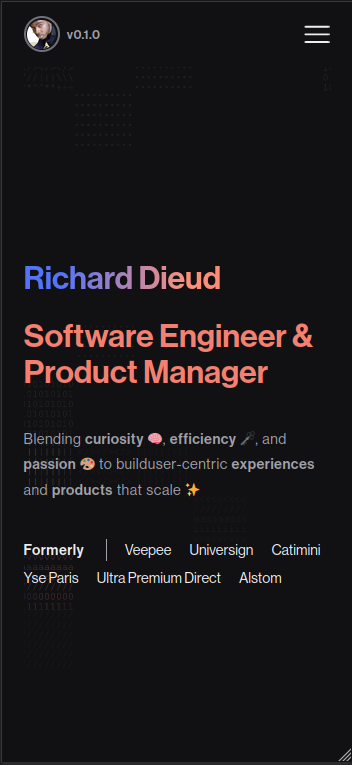 v0.1.0
Richard Dieud
Software Engineer &
Product Manager
Blending curiosity 🧠, efficiency 🖋️, and
passion 🎨 to builduser-centric experiences
and products that scale ✨
Formerly Veepee Universign Catimini
Yse Paris Ultra Premium Direct Alstom